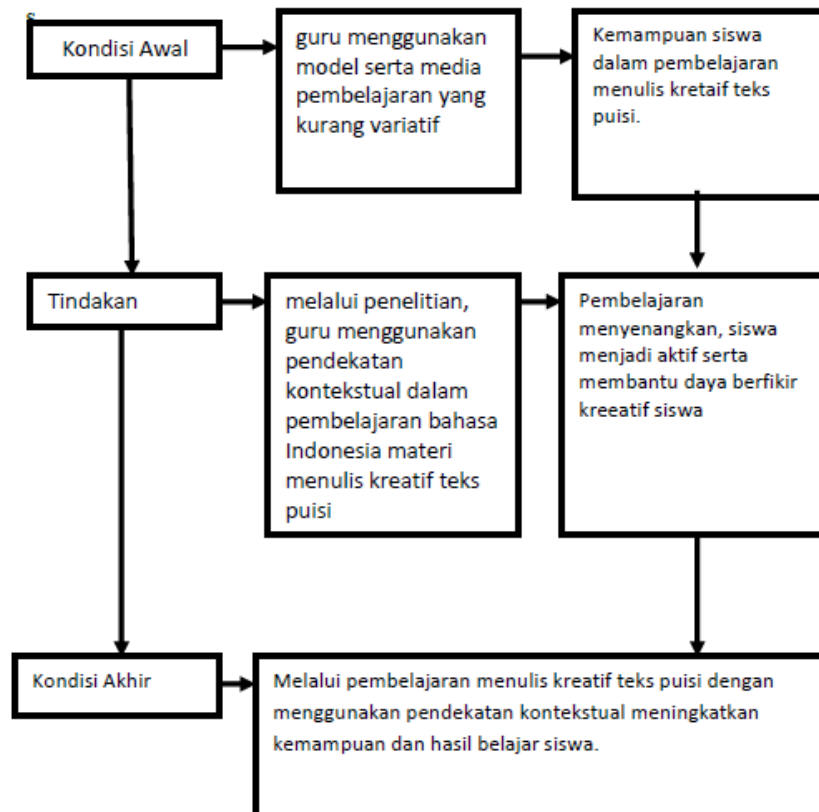 s
Kondisi Awal
guru menggunakan
model serta media
pembelajaran yang
kurang variatif
Kemampuan siswa
dalam pembelajaran
menulis kretaif teks
puisi.
Tindakan
melalui penelitian,
guru menggunakan
pendekatan
kontekstual dalam
pembelajaran bahasa
Indonesia materi
menulis kreatif teks
puisi
Pembelajaran
menyenangkan, siswa
menjadi aktif serta
membantu daya berfikir
kreeatif siswa
Kondisi Akhir
Melalui pembelajaran menulis kreatif teks puisi dengan
menggunakan pendekatan kontekstual meningkatkan
kemampuan dan hasil belajar siswa.